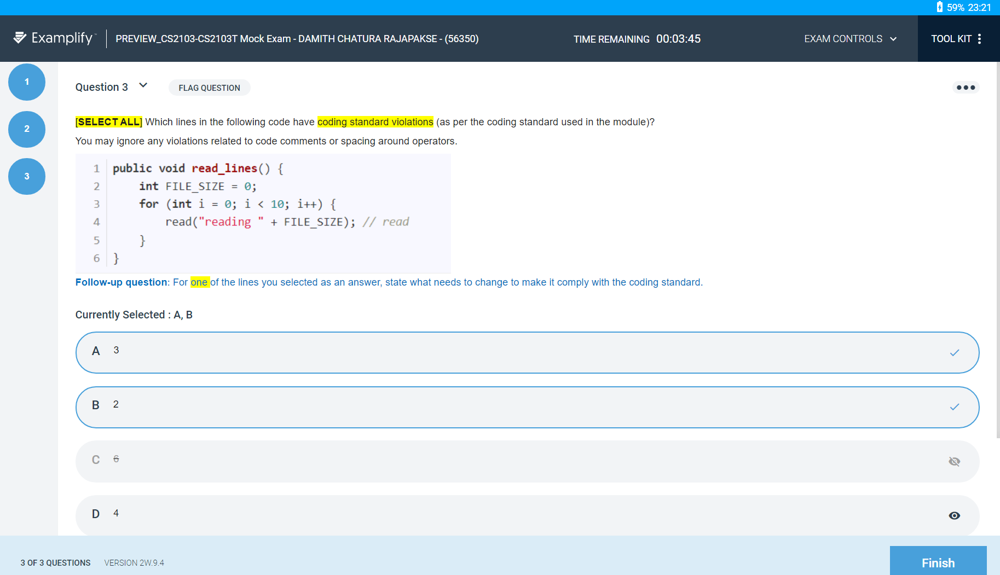 59% 23:21
Examplify™ PREVIEW_CS2103-CS2103T Mock Exam - DAMITH CHATURA RAJAPAKSE - (56350) TIME REMAINING 00:03:45 EXAM CONTROLS TOOL KIT
1
2
3
Question 3 FLAG QUESTION
[SELECT ALL] Which lines in the following code have coding standard violations (as per the coding standard used in the module)?
You may ignore any violations related to code comments or spacing around operators.
1 public void read_lines() {
2 int FILE_SIZE = 0;
3 for (int i = 0; i < 10; i++) {
4 read("reading " + FILE_SIZE); // read
5 }
6 }
Follow-up question: For one of the lines you selected as an answer, state what needs to change to make it comply with the coding standard.
Currently Selected : A, B
A 3
B 2
C 6
D 4
3 OF 3 QUESTIONS VERSION 2W.9.4 Finish